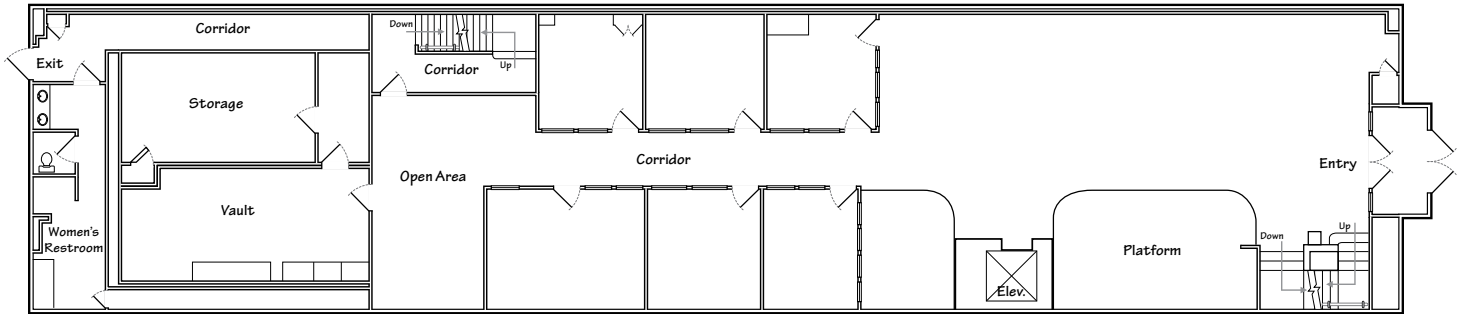 Corridor
Down
Exit
Corridor
Up
Storage
Corridor
Entry
Open Area
Vault
Women's
Restroom
Up
Down
Platform
Elev.